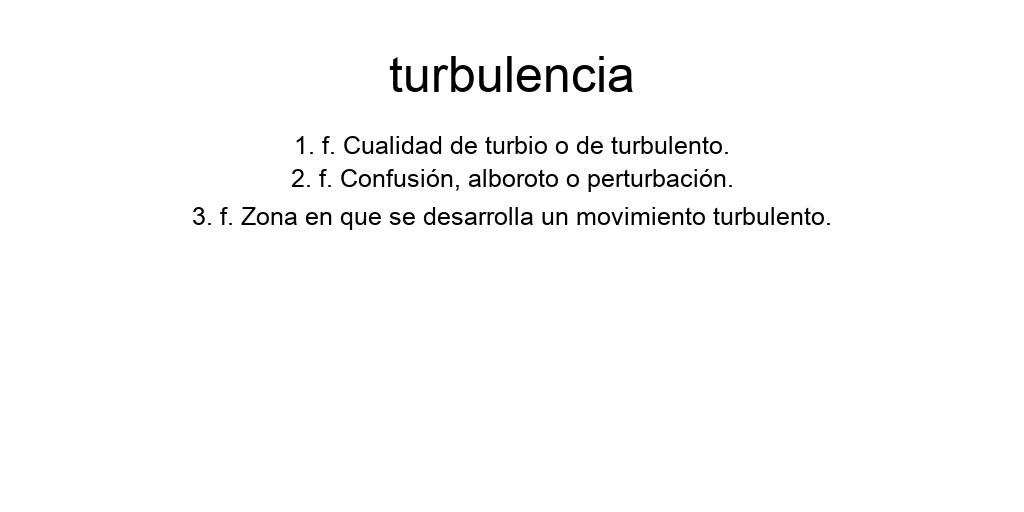 turbulencia
1. f. Cualidad de turbio o de turbulento.
2. f. Confusión, alboroto o perturbación.
3. f. Zona en que se desarrolla un movimiento turbulento.